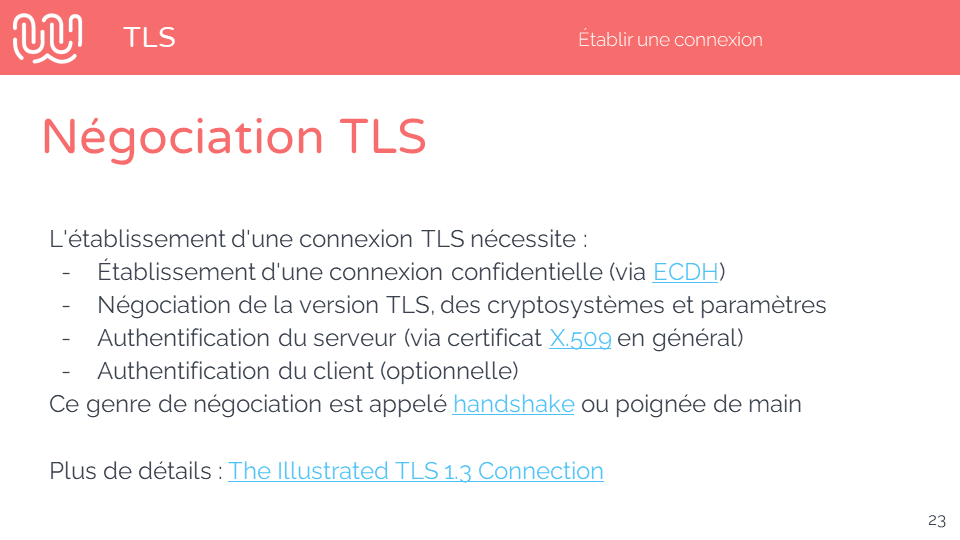 TLS
Établir une connexion
Négociation TLS
L'établissement d'une connexion TLS nécessite :
- Établissement d'une connexion confidentielle (via ECDH)
- Négociation de la version TLS, des cryptosystèmes et paramètres
- Authentification du serveur (via certificat X.509 en général)
- Authentification du client (optionnelle)
Ce genre de négociation est appelé handshake ou poignée de main
Plus de détails : The Illustrated TLS 1.3 Connection
23